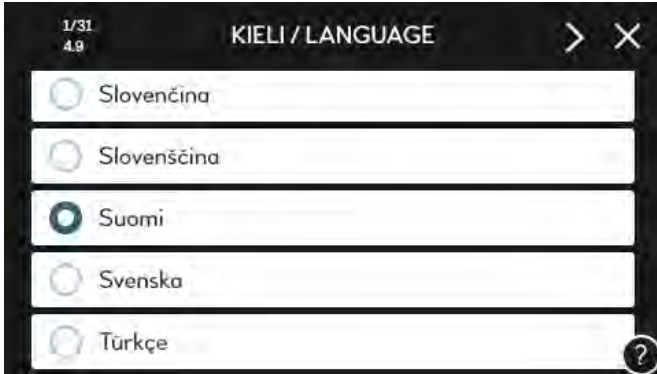 1/31
4.9
KIELI / LANGUAGE
Slovenčina
Slovenščina
Suomi
Svenska
Türkçe
?